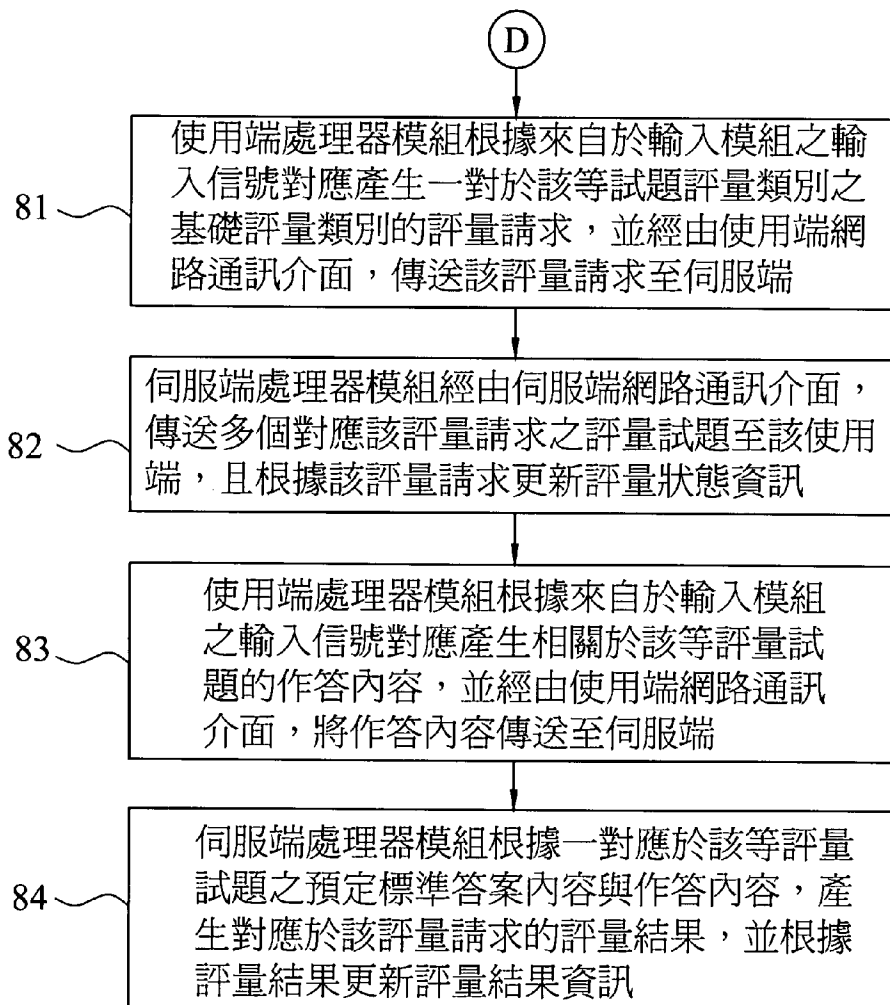 D
81
使用端處理器模組根據來自於輸入模組之輸
入信號對應產生一對於該等試題評量類別之
基礎評量類別的評量請求，並經由使用端網
路通訊介面，傳送該評量請求至伺服端
82
伺服端處理器模組經由伺服端網路通訊介面，
傳送多個對應該評量請求之評量試題至該使用
端，且根據該評量請求更新評量狀態資訊
83
使用端處理器模組根據來自於輸入模組
之輸入信號對應產生相關於該等評量試
題的作答內容，並經由使用端網路通訊
介面，將作答內容傳送至伺服端
84
伺服端處理器模組根據一對應於該等評量
試題之預定標準答案內容與作答內容，產
生對應於該評量請求的評量結果，並根據
評量結果更新評量結果資訊